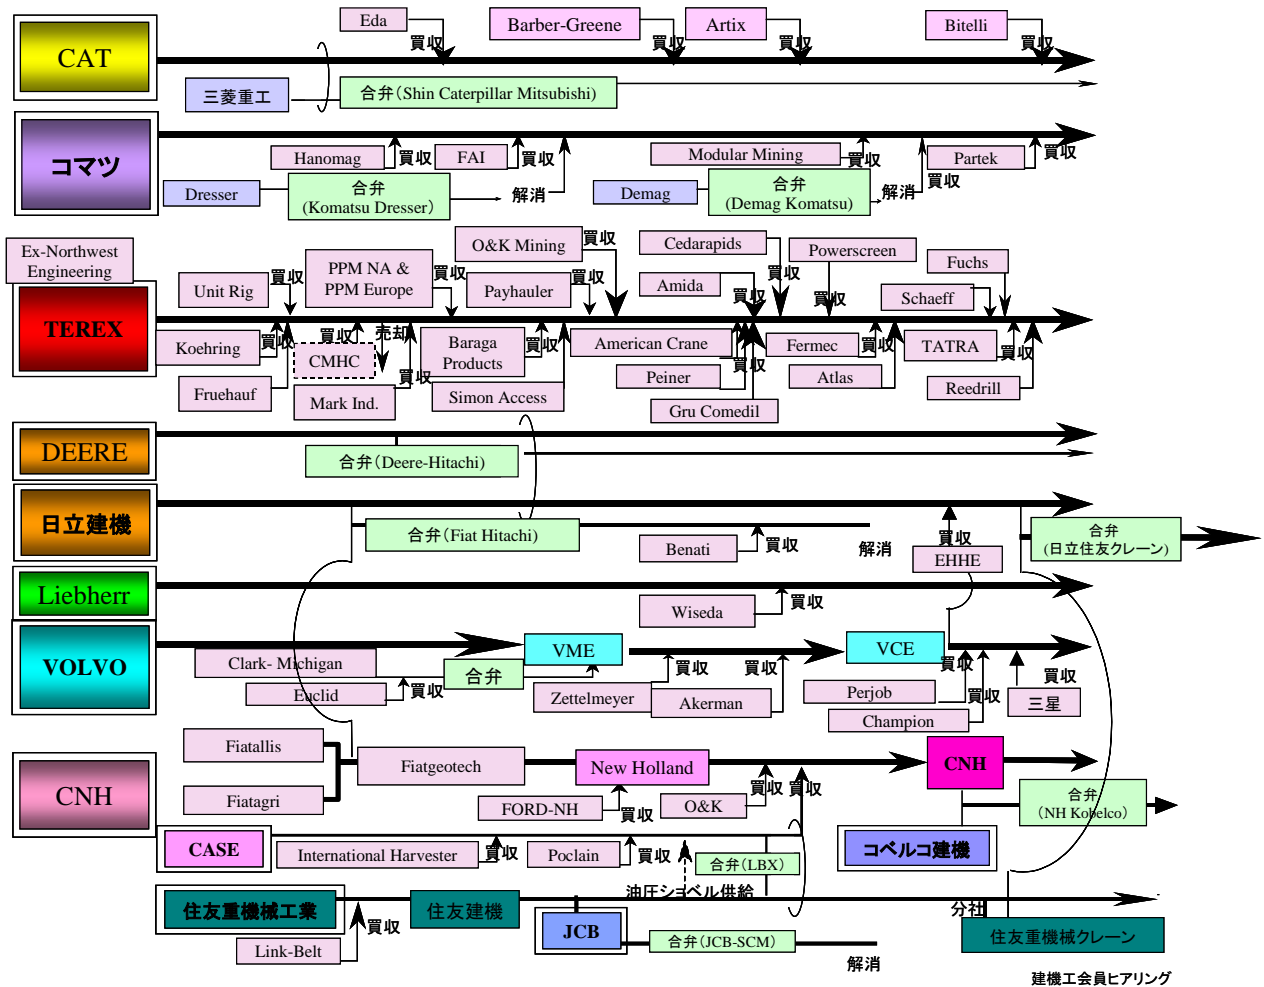 Eda
Barber-Greene
Artix
Bitelli
CAT
買収
買収
買収
買収
三菱重工
合弁(Shin Caterpillar Mitsubishi)
コマツ
Hanomag
買収
FAI
買収
Modular Mining
買収
Partek
買収
Dresser
合弁
(Komatsu Dresser)
解消
Demag
合弁
(Demag Komatsu)
解消
買収
Ex-Northwest
Engineering
O&K Mining
買収
Cedarapids
Powerscreen
Fuchs
Unit Rig
買収
PPM NA &
PPM Europe
買収
Payhauler
買収
Amida
買収
買収
Schaeff
買収
TEREX
Koehring
買収
買収
売却
CMHC
Baraga
Products
買収
American Crane
買収
Fermec
買収
TATRA
買収
Fruehauf
Mark Ind.
買収
Simon Access
Peiner
Atlas
Reedrill
Gru Comedil
DEERE
合弁(Deere-Hitachi)
日立建機
合弁(Fiat Hitachi)
Benati
買収
解消
買収
EHHE
合弁
(日立住友クレーン)
Liebherr
Wiseda
買収
VOLVO
Clark- Michigan
Euclid
買収
合弁
VME
Zettelmeyer
買収
Akerman
買収
VCE
買収
Perjob
Champion
買収
買収
三星
CNH
Fiatallis
Fiatagri
Fiatgeotech
New Holland
FORD-NH
買収
O&K
買収
買収
CNH
合弁
(NH Kobelco)
CASE
International Harvester
買収
Poclain
買収
合弁(LBX)
コベルコ建機
油圧ショベル供給
住友重機械工業
買収
住友建機
分社
Link-Belt
JCB
合弁(JCB-SCM)
解消
住友重機械クレーン
建機工会員ヒアリング